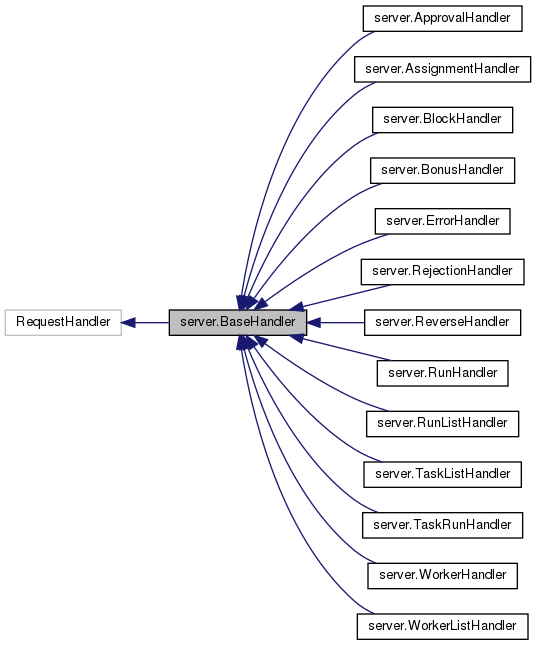 server.ApprovalHandler
server.AssignmentHandler
server.BlockHandler
server.BonusHandler
server.ErrorHandler
server.RejectionHandler
RequestHandler
server.BaseHandler
server.ReverseHandler
server.RunHandler
server.RunListHandler
server.TaskListHandler
server.TaskRunHandler
server.WorkerHandler
server.WorkerListHandler